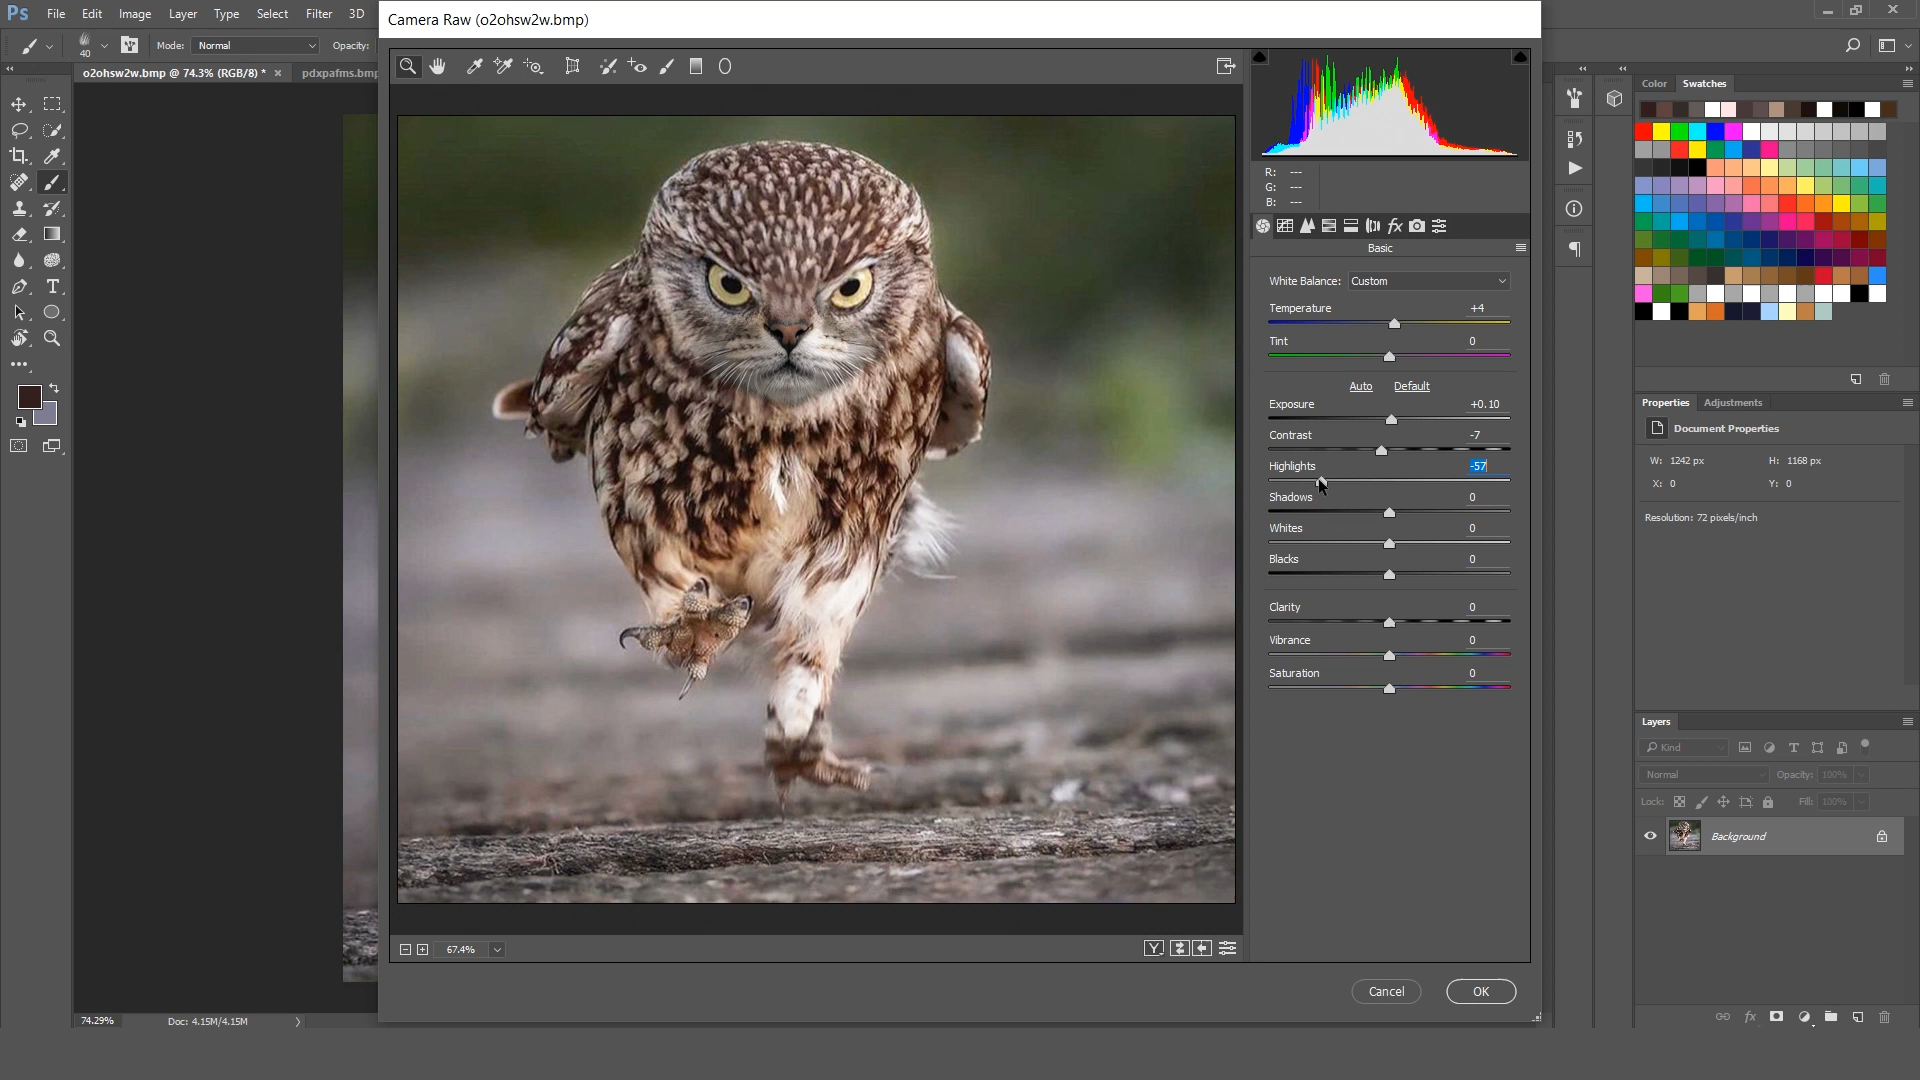 Ps File Edit Image Layer Type Select Filter 3D
Camera Raw (o2ohsw2w.bmp)
40 Mode: Normal Opacity:
o2ohsw2w.bmp @ 74.3% (RGB/8) * × pdxpafms.bmp
Color Swatches
R: ---
G: ---
B: ---
Basic
White Balance: Custom
Temperature +4
Tint 0
Auto Default
Exposure +0.10
Contrast -7
Highlights -57
Shadows 0
Whites 0
Blacks 0
Clarity 0
Vibrance 0
Saturation 0
67.4%
Cancel OK
Properties Adjustments
Document Properties
W: 1242 px H: 1168 px
X: 0 Y: 0
Resolution: 72 pixels/inch
Layers
Kind
Normal Opacity: 100%
Lock: Fill: 100%
Background
74.29% Doc: 4.15M/4.15M